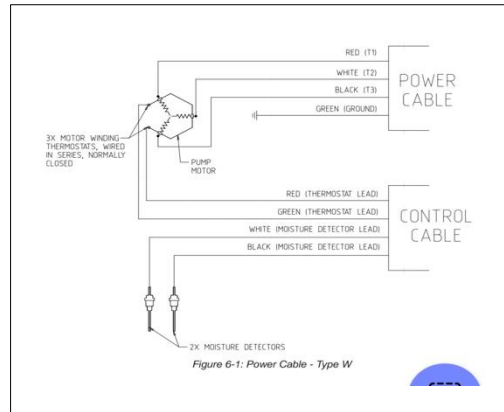 RED (T1)
WHITE (T2)
BLACK (T3)
GREEN (GROUND)
POWER
CABLE
3X MOTOR WINDING
THERMOSTATS, WIRED
IN SERIES, NORMALLY
CLOSED
PUMP
MOTOR
RED (THERMOSTAT LEAD)
GREEN (THERMOSTAT LEAD)
WHITE (MOISTURE DETECTOR LEAD)
BLACK (MOISTURE DETECTOR LEAD)
CONTROL
CABLE
2X MOISTURE DETECTORS
Figure 6-1: Power Cable - Type W